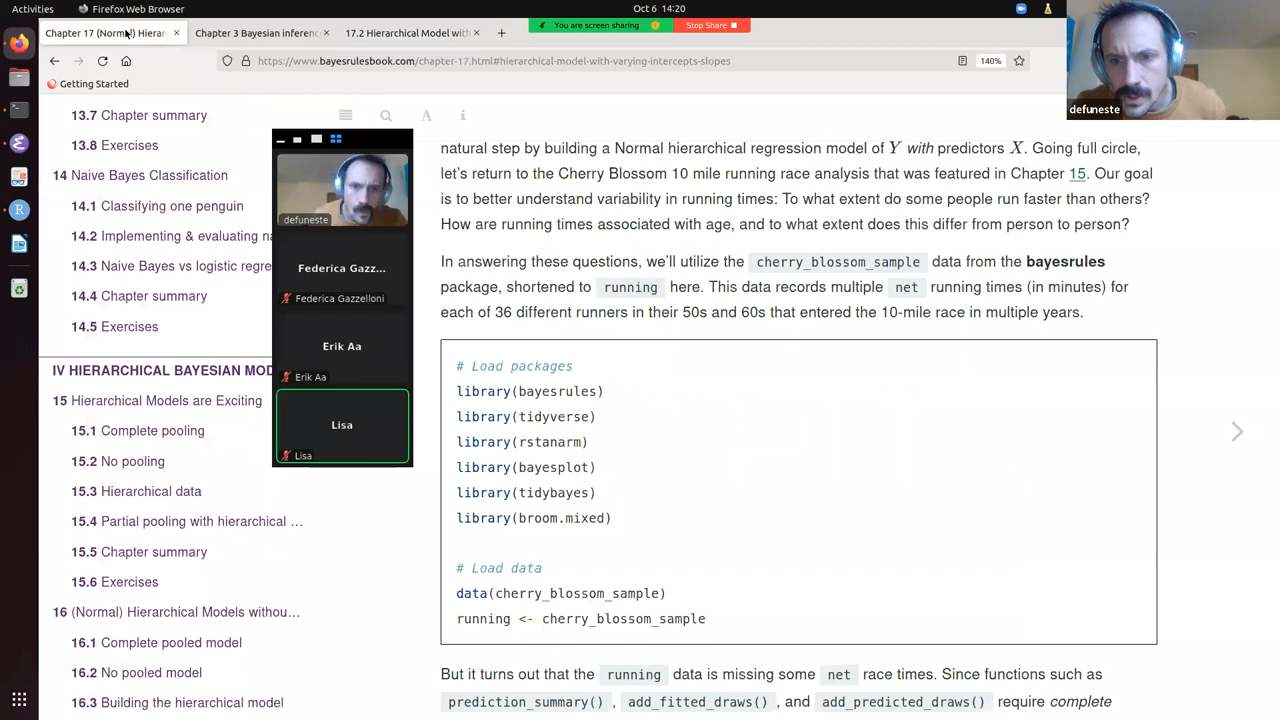 Activities
Firefox Web Browser
Oct 6 14:20
Chapter 17 (Normal) Hierar
Chapter 3 Bayesian inferenc
17.2 Hierarchical Model with
You are screen sharing
Stop Share
https://www.bayesrulesbook.com/chapter-17.html#hierarchical-model-with-varying-intercepts-slopes
140%
Getting Started
defuneste
13.7 Chapter summary
13.8 Exercises
14 Naive Bayes Classification
14.1 Classifying one penguin
14.2 Implementing & evaluating na
14.3 Naive Bayes vs logistic regre
14.4 Chapter summary
14.5 Exercises
IV HIERARCHICAL BAYESIAN MOD
15 Hierarchical Models are Exciting
15.1 Complete pooling
15.2 No pooling
15.3 Hierarchical data
15.4 Partial pooling with hierarchical …
15.5 Chapter summary
15.6 Exercises
16 (Normal) Hierarchical Models withou…
16.1 Complete pooled model
16.2 No pooled model
16.3 Building the hierarchical model
defuneste
Federica Gazz...
Federica Gazzelloni
Erik Aa
Erik Aa
Lisa
Lisa
natural step by building a Normal hierarchical regression model of Y with predictors X. Going full circle,
let's return to the Cherry Blossom 10 mile running race analysis that was featured in Chapter 15. Our goal
is to better understand variability in running times: To what extent do some people run faster than others?
How are running times associated with age, and to what extent does this differ from person to person?
In answering these questions, we'll utilize the cherry_blossom_sample data from the bayesrules
package, shortened to running here. This data records multiple net running times (in minutes) for
each of 36 different runners in their 50s and 60s that entered the 10-mile race in multiple years.
# Load packages
library(bayesrules)
library(tidyverse)
library(rstanarm)
library(bayesplot)
library(tidybayes)
library(broom.mixed)
# Load data
data(cherry_blossom_sample)
running <- cherry_blossom_sample
But it turns out that the running data is missing some net race times. Since functions such as
prediction_summary() , add_fitted_draws() , and add_predicted_draws() require complete